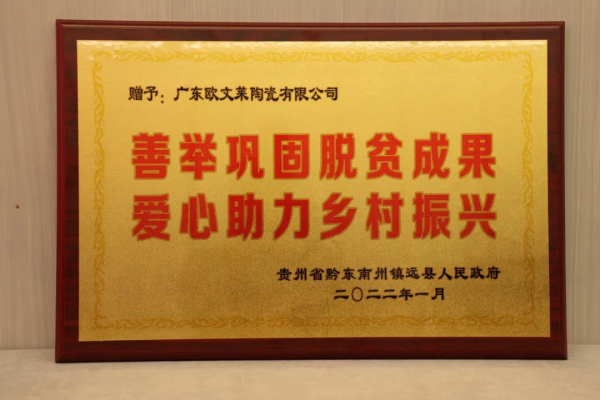 赠予：广东欧文莱陶瓷有限公司
善举巩固脱贫成果
爱心助力乡村振兴
贵州省黔东南州镇远县人民政府
二〇二二年一月